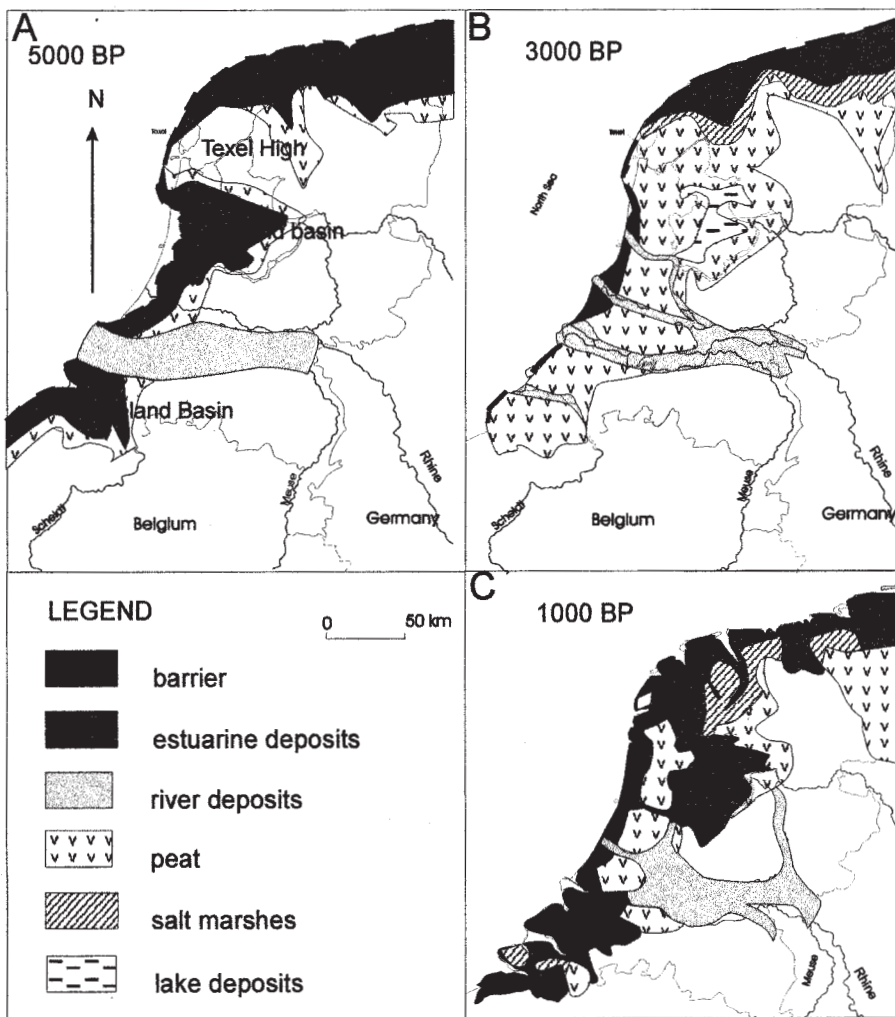 A
5000 BP
N
Texel
Texel High
d basin
land Basin
Scheldt
Belgium
Meuse
Rhine
Germany
B
3000 BP
Texel
North Sea
Scheldt
Belgium
Meuse
Rhine
Germany
LEGEND
0 50 km
barrier
estuarine deposits
river deposits
peat
salt marshes
lake deposits
C
1000 BP
Meuse
Rhine